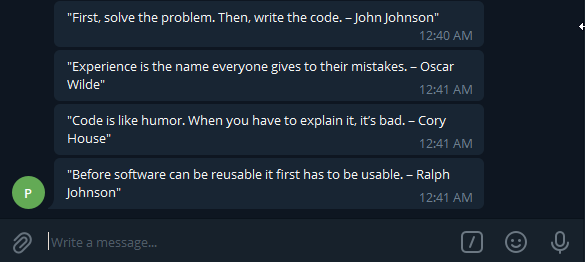 "First, solve the problem. Then, write the code. – John Johnson"
12:40 AM
"Experience is the name everyone gives to their mistakes. – Oscar
Wilde"
12:41 AM
"Code is like humor. When you have to explain it, it’s bad. – Cory
House"
12:41 AM
"Before software can be reusable it first has to be usable. – Ralph
Johnson"
12:41 AM
P
Write a message...
/